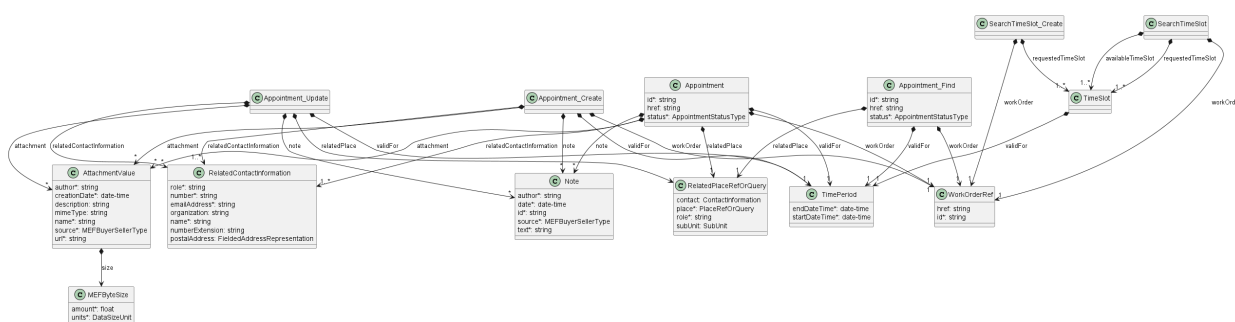 C SearchTimeSlot_Create
C SearchTimeSlot
requestedTimeSlot
availableTimeSlot
requestedTimeSlot
C Appointment_Update
C Appointment_Create
C Appointment
id*: string
href: string
status*: AppointmentStatusType
C Appointment_Find
id*: string
href: string
status*: AppointmentStatusType
1..*
1..*
1..*
C TimeSlot
workOrder
workOrd
attachment
relatedContactInformation
note
relatedPlace
validFor
attachment
relatedContactInformation
note
validFor
workOrder
attachment
relatedContactInformation
note
relatedPlace
validFor
workOrder
relatedPlace
validFor
workOrder
validFor
C AttachmentValue
author*: string
creationDate*: date-time
description: string
mimeType: string
name*: string
source*: MEFBuyerSellerType
url*: string
C RelatedContactInformation
role*: string
number*: string
emailAddress*: string
organization: string
name*: string
numberExtension: string
postalAddress: FieldedAddressRepresentation
C Note
author*: string
date*: date-time
id*: string
source*: MEFBuyerSellerType
text*: string
C RelatedPlaceRefOrQuery
contact: ContactInformation
place*: PlaceRefOrQuery
role*: string
subUnit: SubUnit
C TimePeriod
endDateTime*: date-time
startDateTime*: date-time
C WorkOrderRef
href: string
id*: string
size
C MEFByteSize
amount*: float
units*: DataSizeUnit